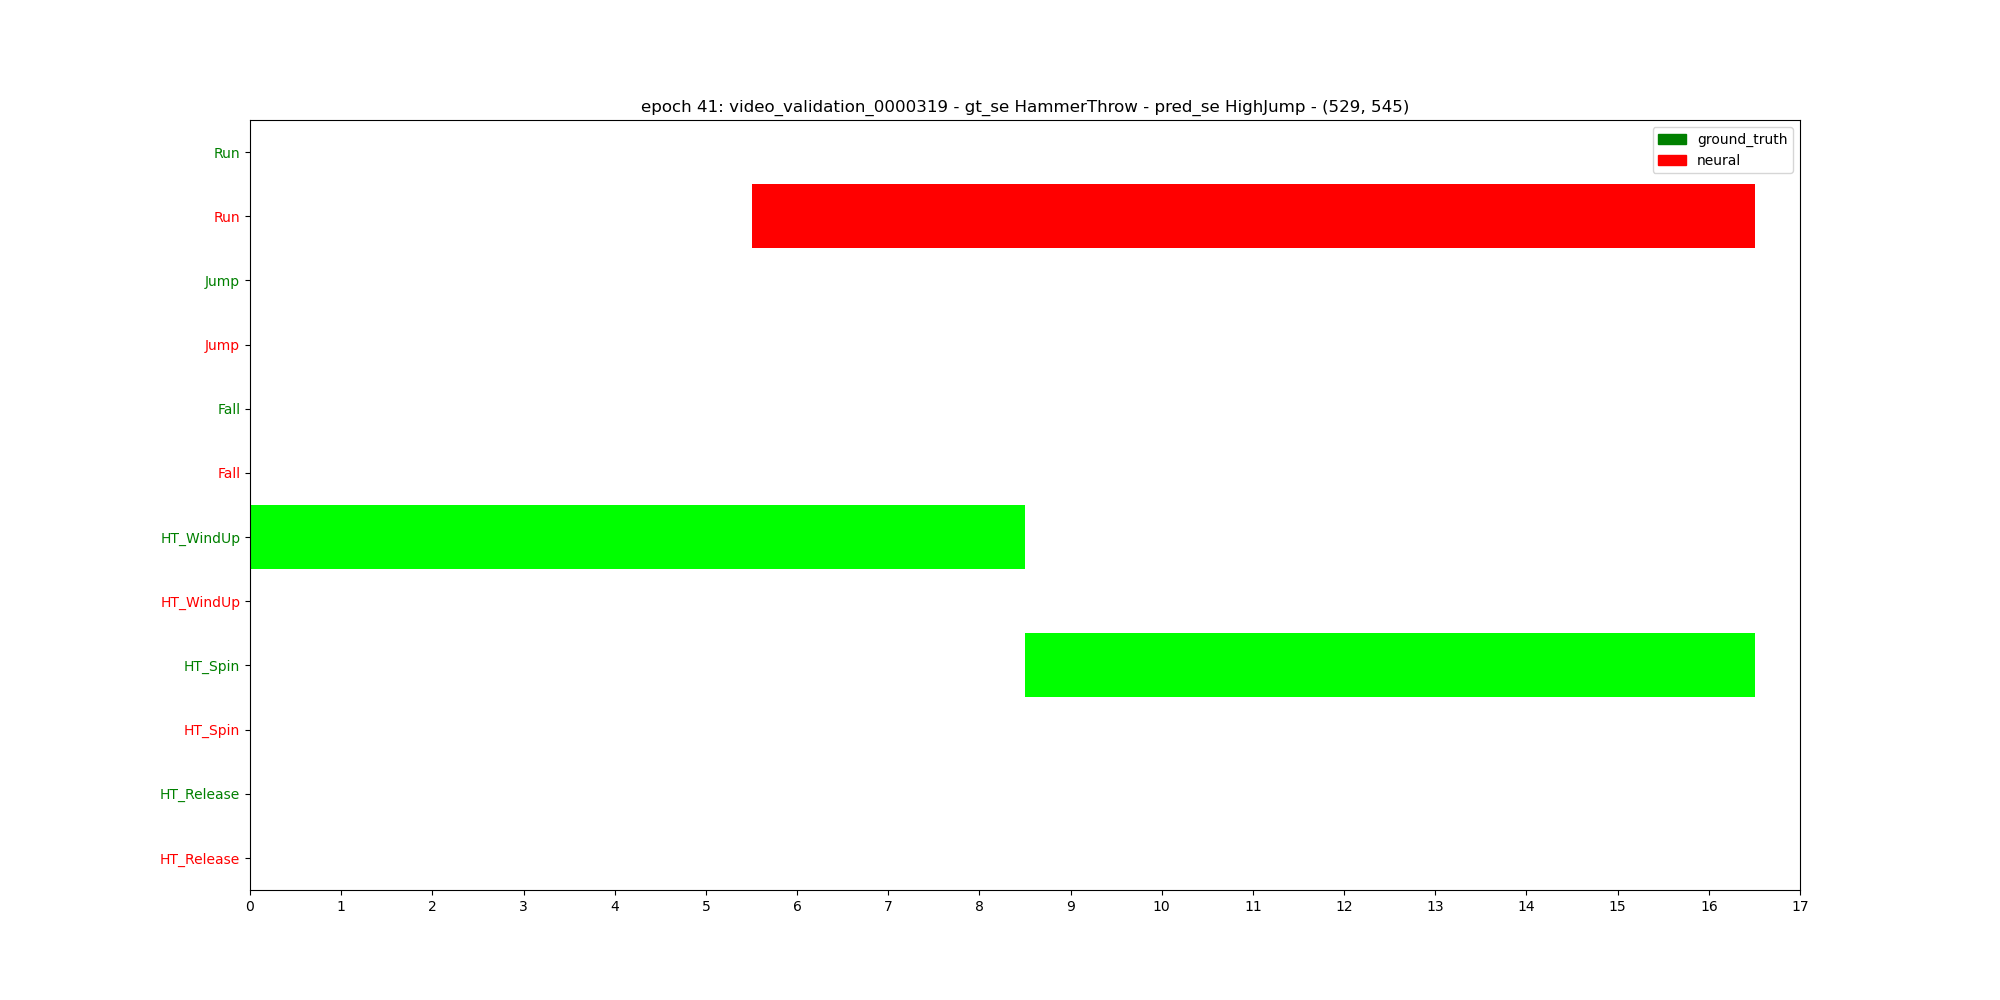 epoch 41: video_validation_0000319 - gt_se HammerThrow - pred_se HighJump - (529, 545)
ground_truth
neural
Run
Run
Jump
Jump
Fall
Fall
HT_WindUp
HT_WindUp
HT_Spin
HT_Spin
HT_Release
HT_Release
0 1 2 3 4 5 6 7 8 9 10 11 12 13 14 15 16 17